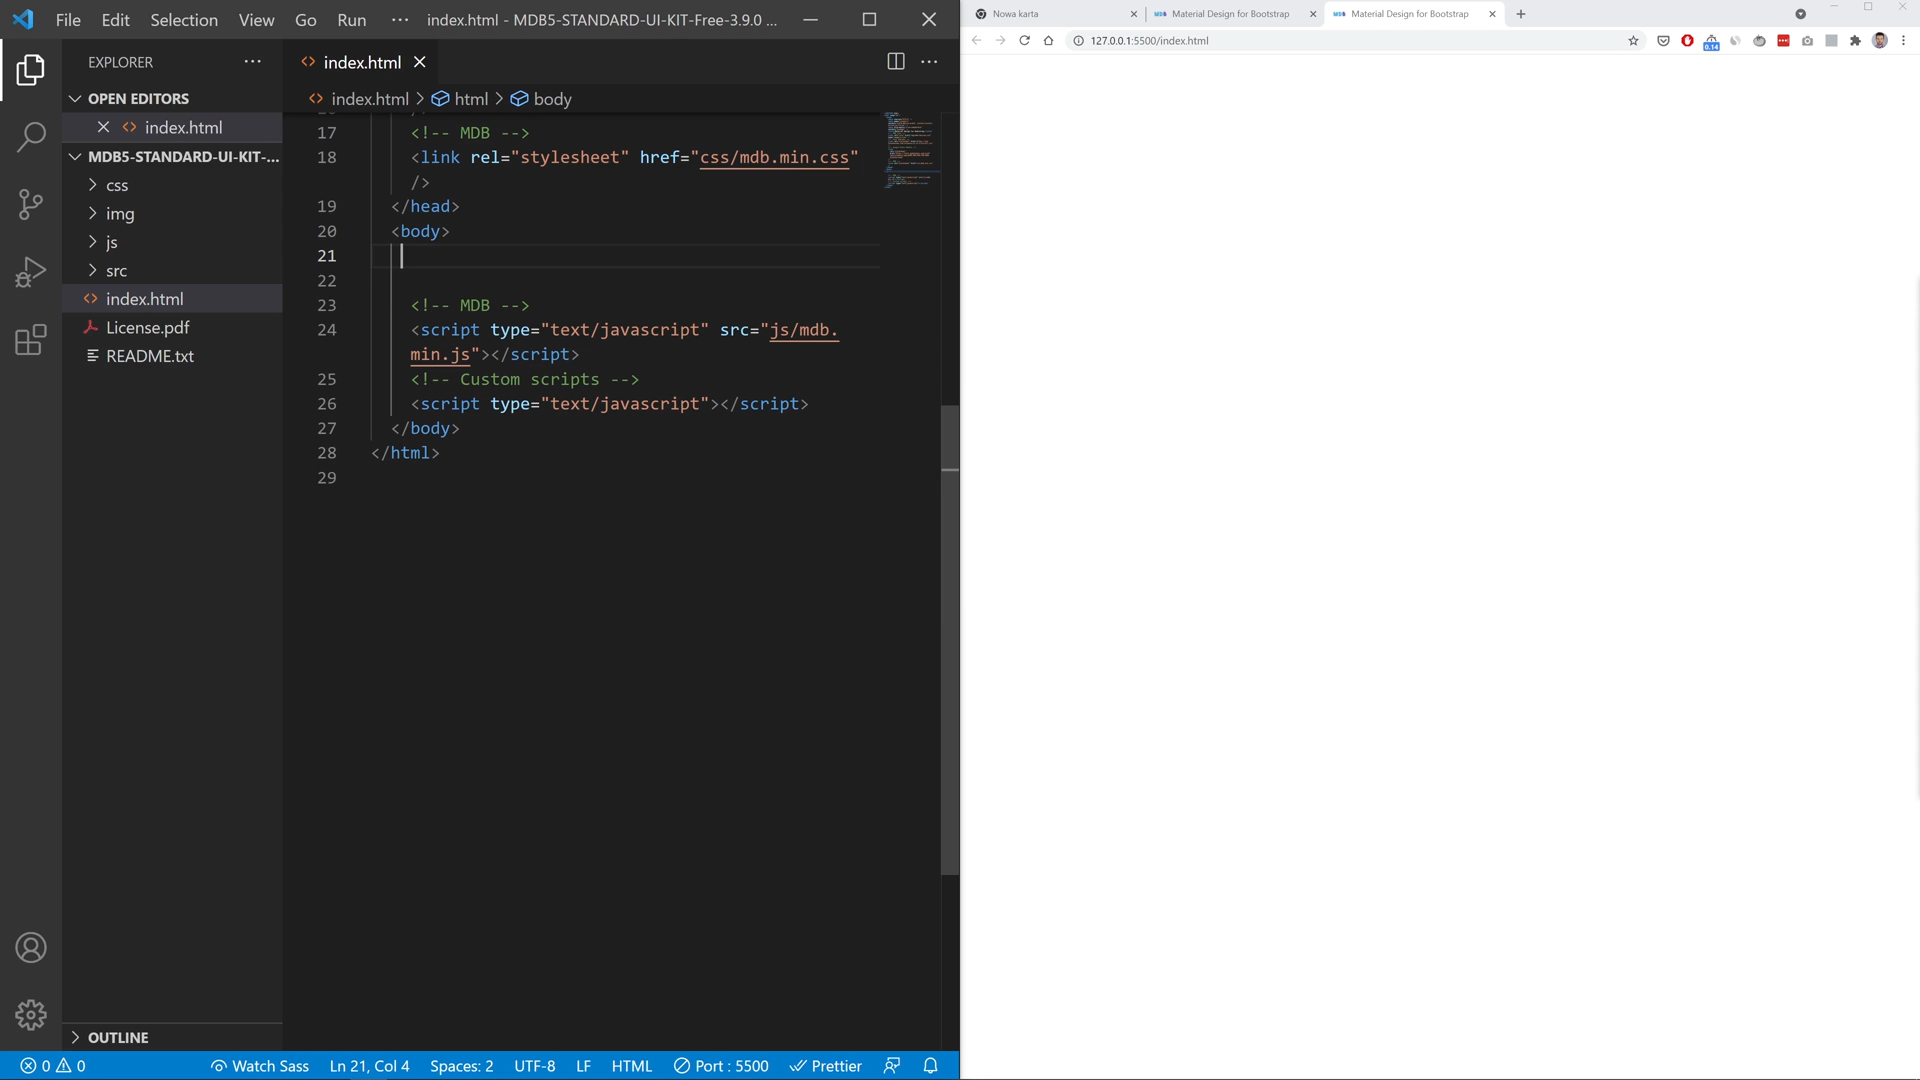 File Edit Selection View Go Run ··· index.html - MDB5-STANDARD-UI-KIT-Free-3.9.0 ...
EXPLORER ···
OPEN EDITORS
index.html
MDB5-STANDARD-UI-KIT-...
css
img
js
src
index.html
License.pdf
README.txt
OUTLINE
index.html
index.html > html > body
17 <!-- MDB -->
18 <link rel="stylesheet" href="css/mdb.min.css"
/>
19 </head>
20 <body>
21
22
23 <!-- MDB -->
24 <script type="text/javascript" src="js/mdb.
min.js"></script>
25 <!-- Custom scripts -->
26 <script type="text/javascript"></script>
27 </body>
28 </html>
29
0 0 Watch Sass Ln 21, Col 4 Spaces: 2 UTF-8 LF HTML Port : 5500 Prettier
Nowa karta
Material Design for Bootstrap
Material Design for Bootstrap
127.0.0.1:5500/index.html
0.14